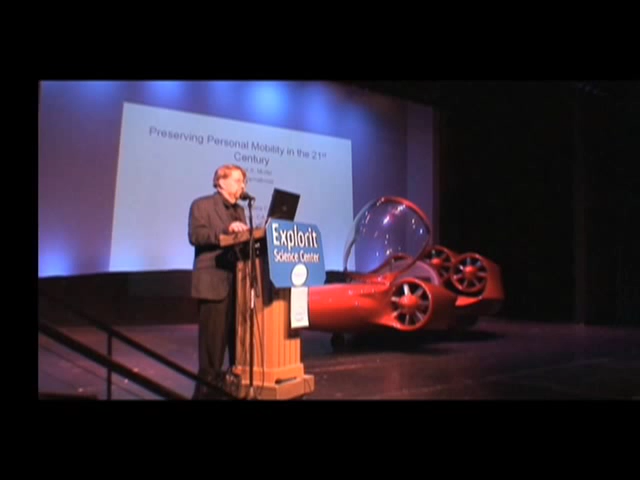 Preserving Personal Mobility in the 21st
Century
Explorit
Science Center